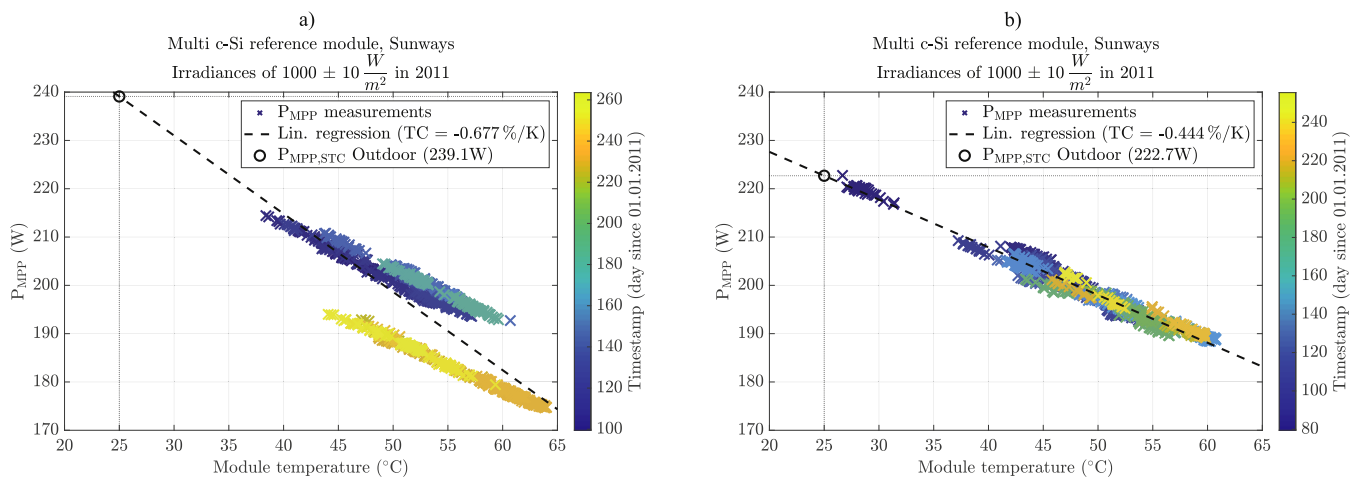 a)
Multi c-Si reference module, Sunways
Irradiances of 1000 ± 10 W/m² in 2011
240
230
220
210
200
190
180
170
P_MPP (W)
20 25 30 35 40 45 50 55 60 65
Module temperature (°C)
× P_MPP measurements
Lin. regression (TC = -0.677 %/K)
P_MPP,STC Outdoor (239.1W)
260
240
220
200
180
160
140
120
100
Timestamp (day since 01.01.2011)
b)
Multi c-Si reference module, Sunways
Irradiances of 1000 ± 10 W/m² in 2011
240
230
220
210
200
190
180
170
P_MPP (W)
20 25 30 35 40 45 50 55 60 65
Module temperature (°C)
× P_MPP measurements
Lin. regression (TC = -0.444 %/K)
P_MPP,STC Outdoor (222.7W)
240
220
200
180
160
140
120
100
80
Timestamp (day since 01.01.2011)